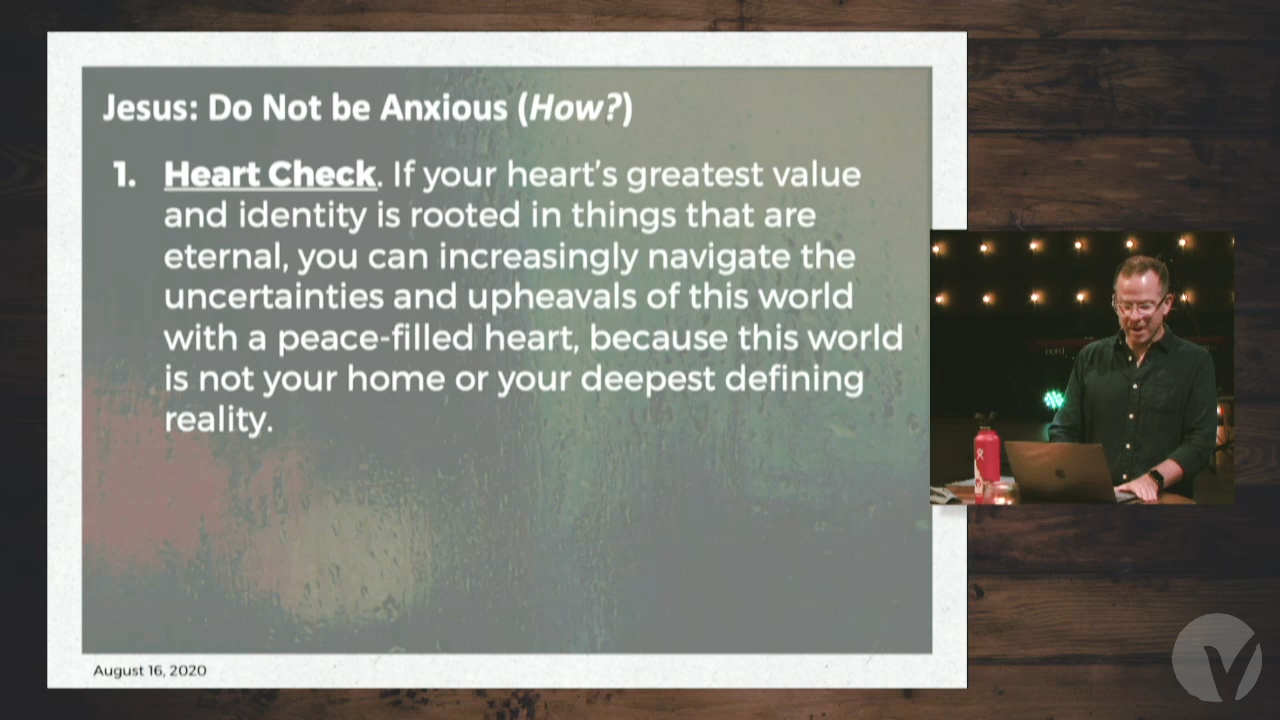 Jesus: Do Not be Anxious (How?)
1. Heart Check. If your heart's greatest value
and identity is rooted in things that are
eternal, you can increasingly navigate the
uncertainties and upheavals of this world
with a peace-filled heart, because this world
is not your home or your deepest defining
reality.
August 16, 2020